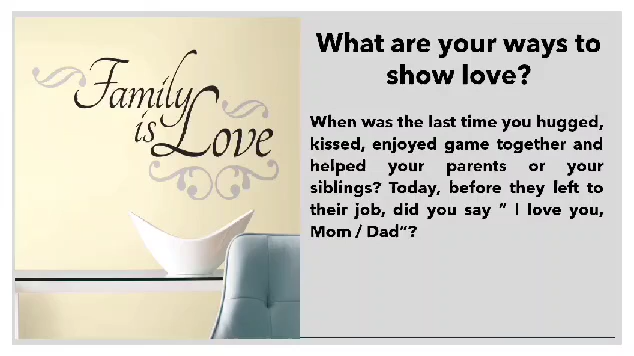 Family
is
Love
What are your ways to
show love?
When was the last time you hugged,
kissed, enjoyed game together and
helped your parents or your
siblings? Today, before they left to
their job, did you say " I love you,
Mom / Dad"?